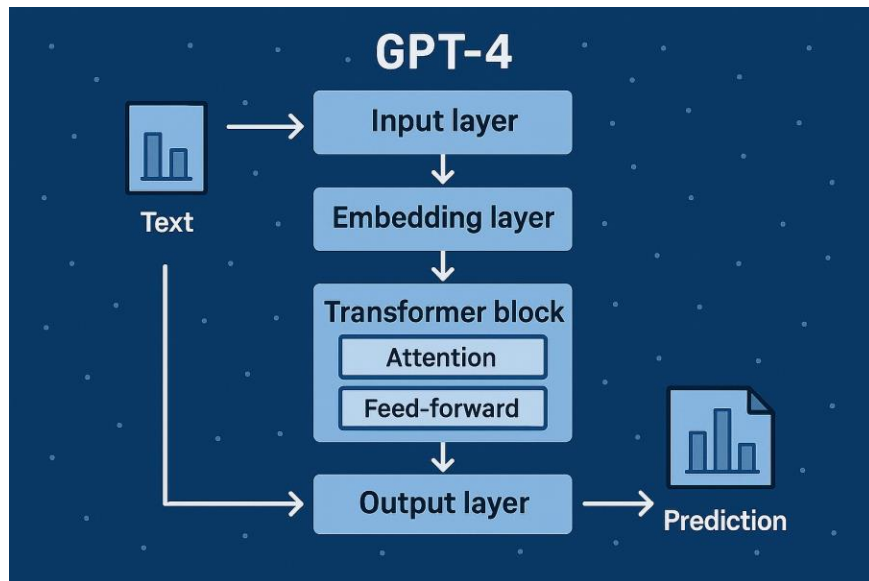 GPT-4
Input layer
Text
Embedding layer
Transformer block
Attention
Feed-forward
Output layer
Prediction